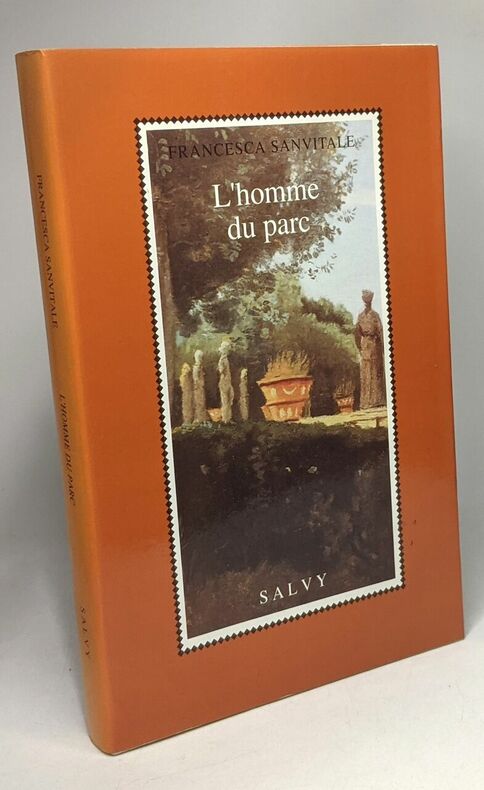 FRANCESCA SANVITALE
L'homme
du parc
SALVY
FRANCESCA SANVITALE
L'HOMME DU PARC
SALVY